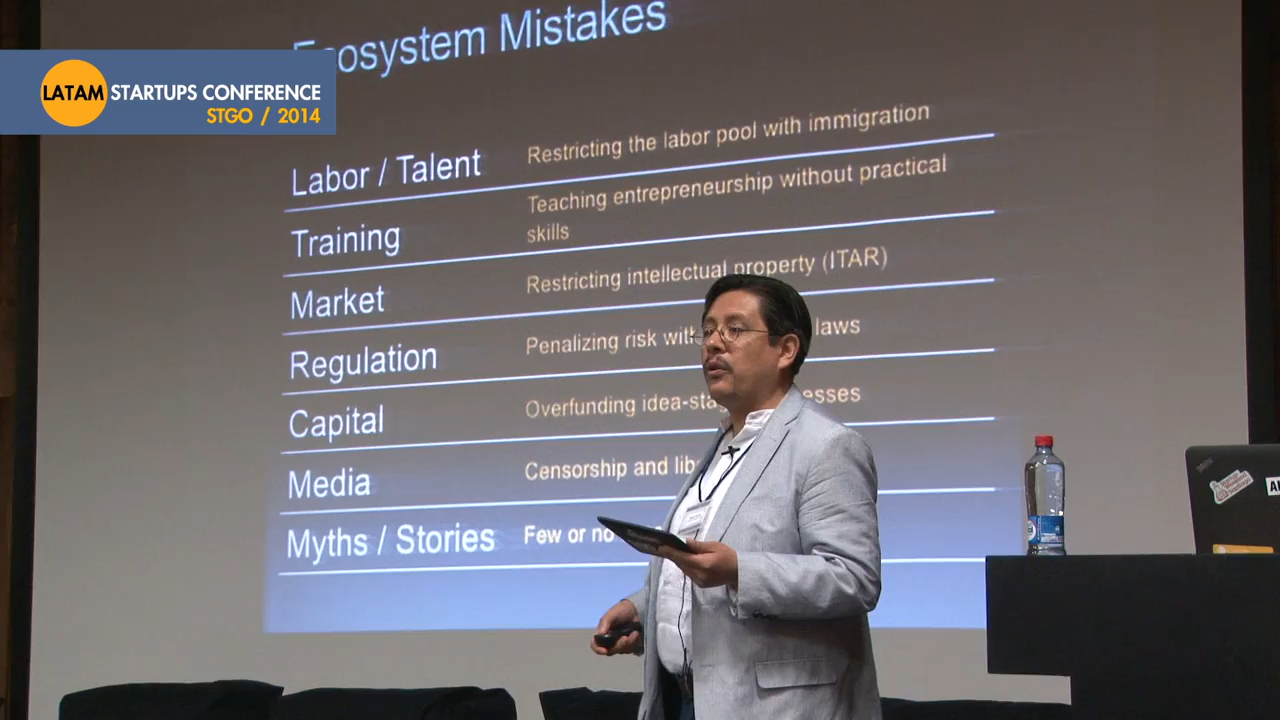 Ecosystem Mistakes
LATAM STARTUPS CONFERENCE
STGO / 2014
Labor / Talent
Restricting the labor pool with immigration
Training
Teaching entrepreneurship without practical
skills
Market
Restricting intellectual property (ITAR)
Regulation
Penalizing risk with laws
Capital
Overfunding
Media
Censorship and
Myths / Stories
Few or no